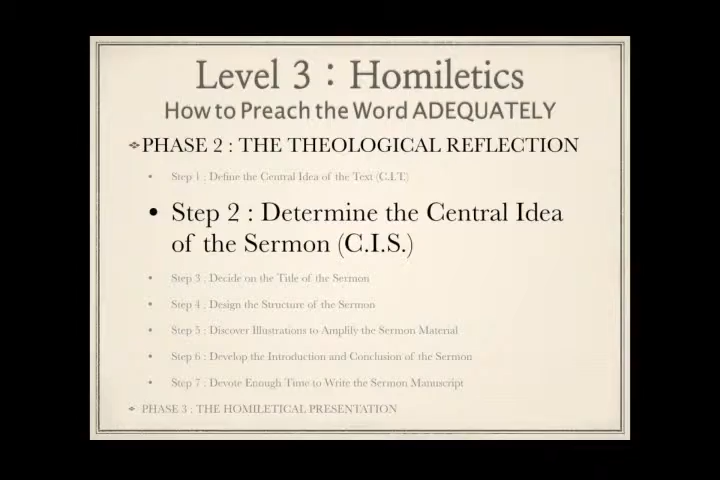 Level 3 : Homiletics
How to Preach the Word ADEQUATELY
PHASE 2 : THE THEOLOGICAL REFLECTION
• Step 1 : Define the Central Idea of the Text (C.I.T.)
• Step 2 : Determine the Central Idea
of the Sermon (C.I.S.)
• Step 3 : Decide on the Title of the Sermon
• Step 4 : Design the Structure of the Sermon
• Step 5 : Discover Illustrations to Amplify the Sermon Material
• Step 6 : Develop the Introduction and Conclusion of the Sermon
• Step 7 : Devote Enough Time to Write the Sermon Manuscript
PHASE 3 : THE HOMILETICAL PRESENTATION